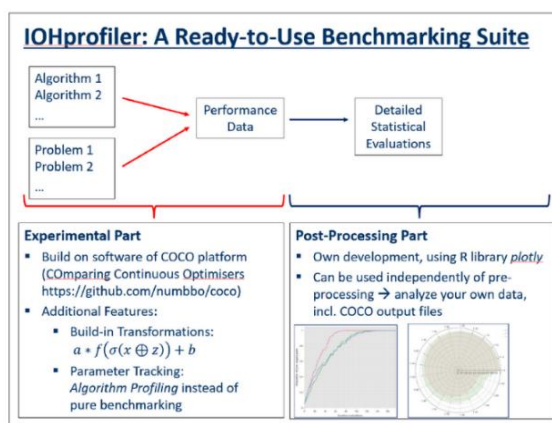 IOHprofiler: A Ready-to-Use Benchmarking Suite
Algorithm 1
Algorithm 2
...
Problem 1
Problem 2
...
Performance
Data
Detailed
Statistical
Evaluations
Experimental Part
▪ Build on software of COCO platform
(COmparing Continuous Optimisers
https://github.com/numbbo/coco)
▪ Additional Features:
▪ Build-in Transformations:
a ∗ f(σ(x ⊕ z)) + b
▪ Parameter Tracking:
Algorithm Profiling instead of
pure benchmarking
Post-Processing Part
▪ Own development, using R library plotly
▪ Can be used independently of pre-
processing → analyze your own data,
incl. COCO output files